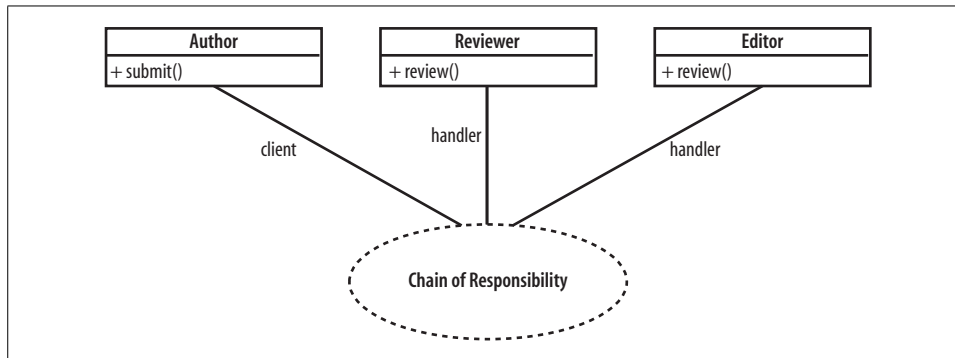 Author
+ submit()
Reviewer
+ review()
Editor
+ review()
client
handler
handler
Chain of Responsibility